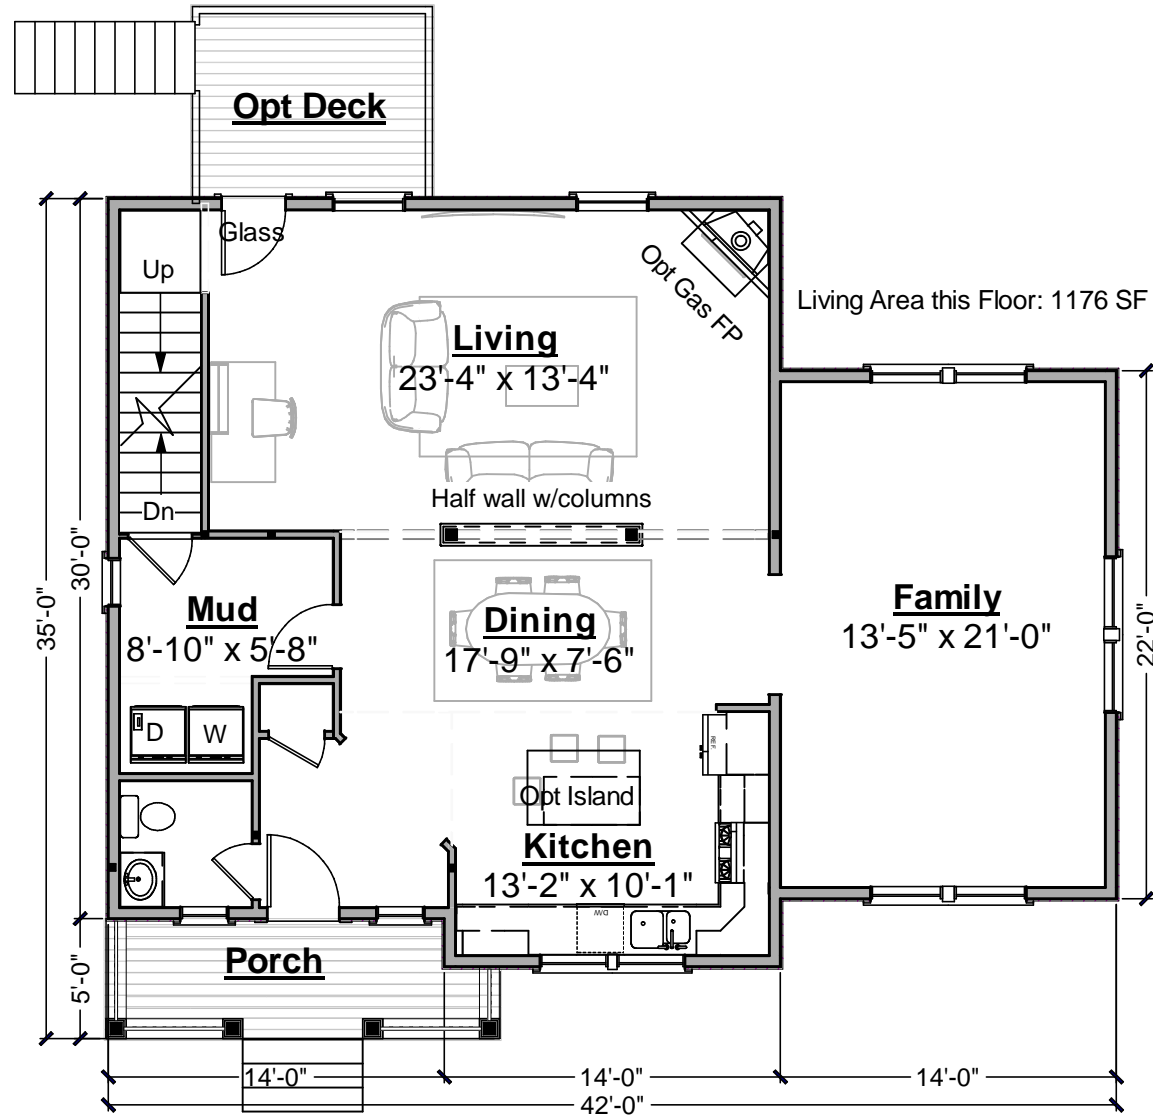 Opt Deck
Glass
Up
Opt Gas FP
Living Area this Floor: 1176 SF
Living
23'-4" x 13'-4"
Half wall w/columns
Dn
30'-0"
35'-0"
Mud
8'-10" x 5'-8"
Dining
17'-9" x 7'-6"
Family
13'-5" x 21'-0"
22'-0"
D
W
REF.
Opt Island
Kitchen
13'-2" x 10'-1"
DW
Porch
5'-0"
14'-0"
14'-0"
14'-0"
42'-0"